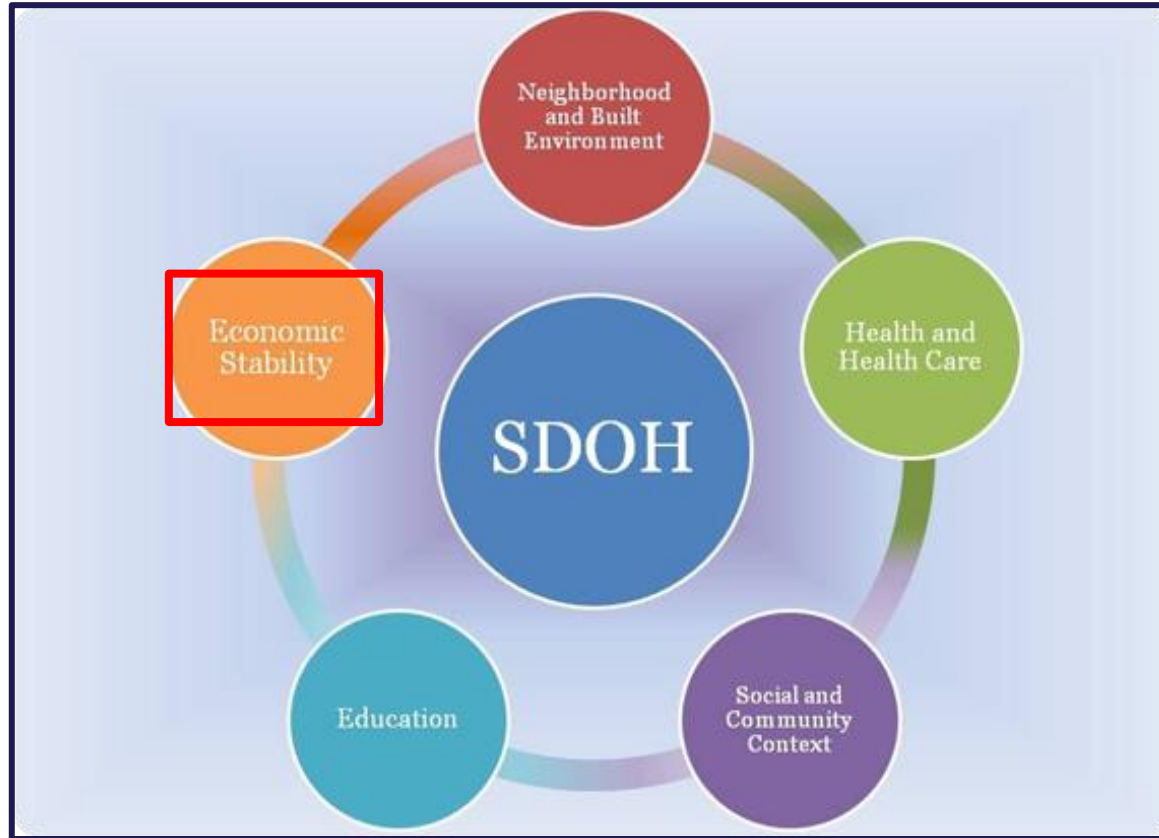 Neighborhood
and Built
Environment
Economic
Stability
Health and
Health Care
SDOH
Education
Social and
Community
Context